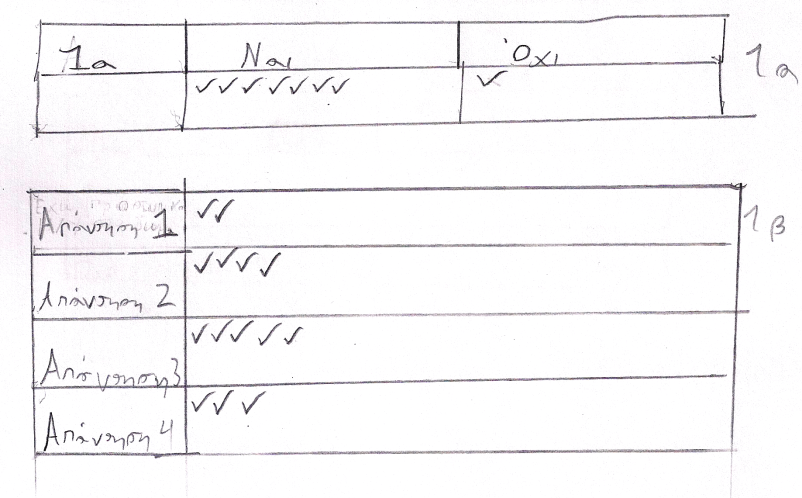 1α Ναι Όχι 1α
✓✓✓✓✓✓✓ ✓
Απάντηση 1 ✓✓ 1β
Απάντηση 2 ✓✓✓✓
Απάντηση 3 ✓✓✓✓✓
Απάντηση 4 ✓✓✓